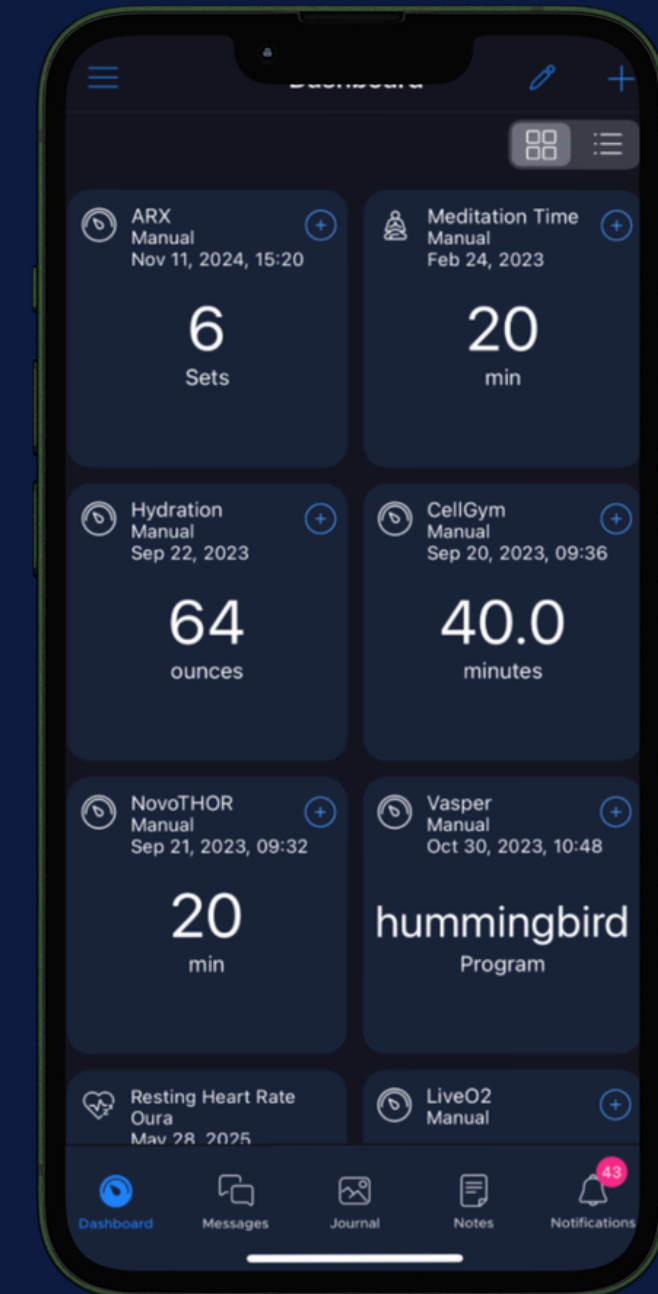 Dashboard
ARX
Manual
Nov 11, 2024, 15:20
6
Sets
Meditation Time
Manual
Feb 24, 2023
20
min
Hydration
Manual
Sep 22, 2023
64
ounces
CellGym
Manual
Sep 20, 2023, 09:36
40.0
minutes
NovoTHOR
Manual
Sep 21, 2023, 09:32
20
min
Vasper
Manual
Oct 30, 2023, 10:48
hummingbird
Program
Resting Heart Rate
Oura
May 28, 2025
LiveO2
Manual
43
Dashboard
Messages
Journal
Notes
Notifications